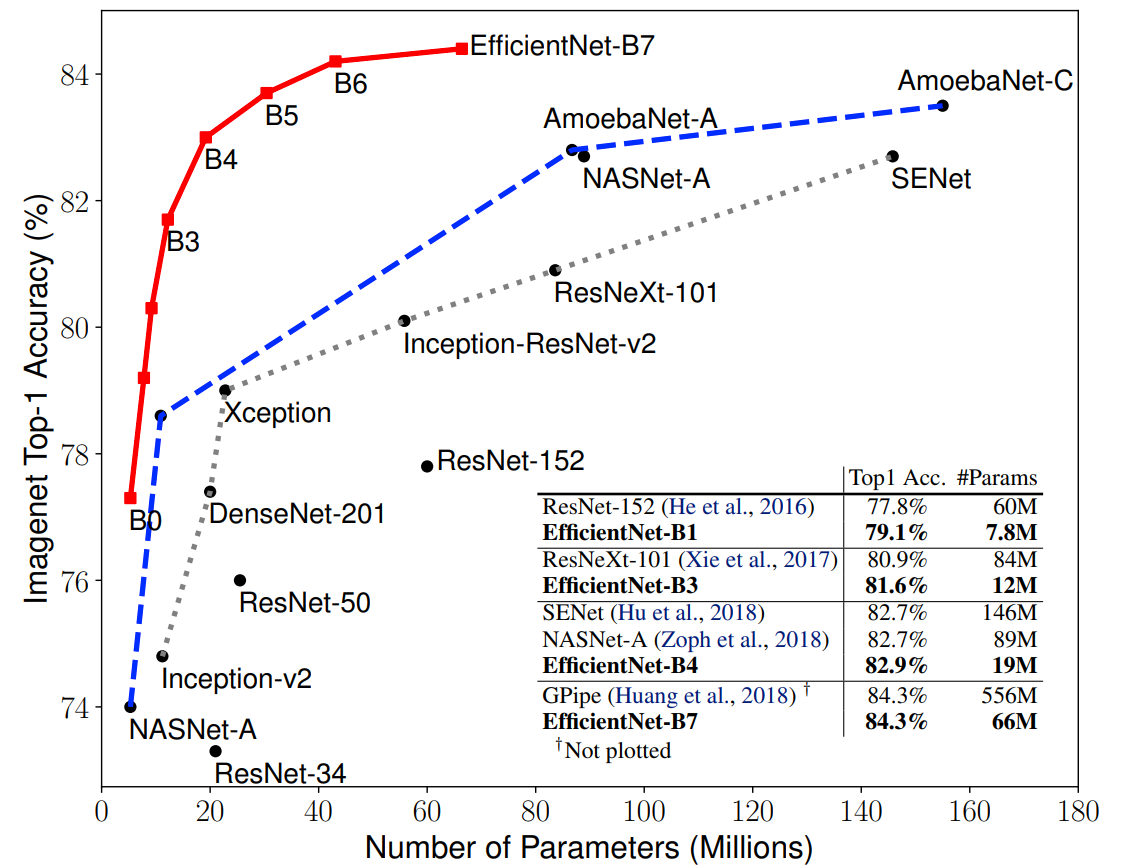 EfficientNet-B7
84
B6
AmoebaNet-C
B5
AmoebaNet-A
B4
NASNet-A
SENet
82
B3
ResNeXt-101
80
Inception-ResNet-v2
Xception
78
ResNet-152
B0
DenseNet-201
76
ResNet-50
Inception-v2
74
NASNet-A
ResNet-34
Imagenet Top-1 Accuracy (%)
0 20 40 60 80 100 120 140 160 180
Number of Parameters (Millions)
Top1 Acc. #Params
ResNet-152 (He et al., 2016) 77.8% 60M
EfficientNet-B1 79.1% 7.8M
ResNeXt-101 (Xie et al., 2017) 80.9% 84M
EfficientNet-B3 81.6% 12M
SENet (Hu et al., 2018) 82.7% 146M
NASNet-A (Zoph et al., 2018) 82.7% 89M
EfficientNet-B4 82.9% 19M
GPipe (Huang et al., 2018) † 84.3% 556M
EfficientNet-B7 84.3% 66M
†Not plotted